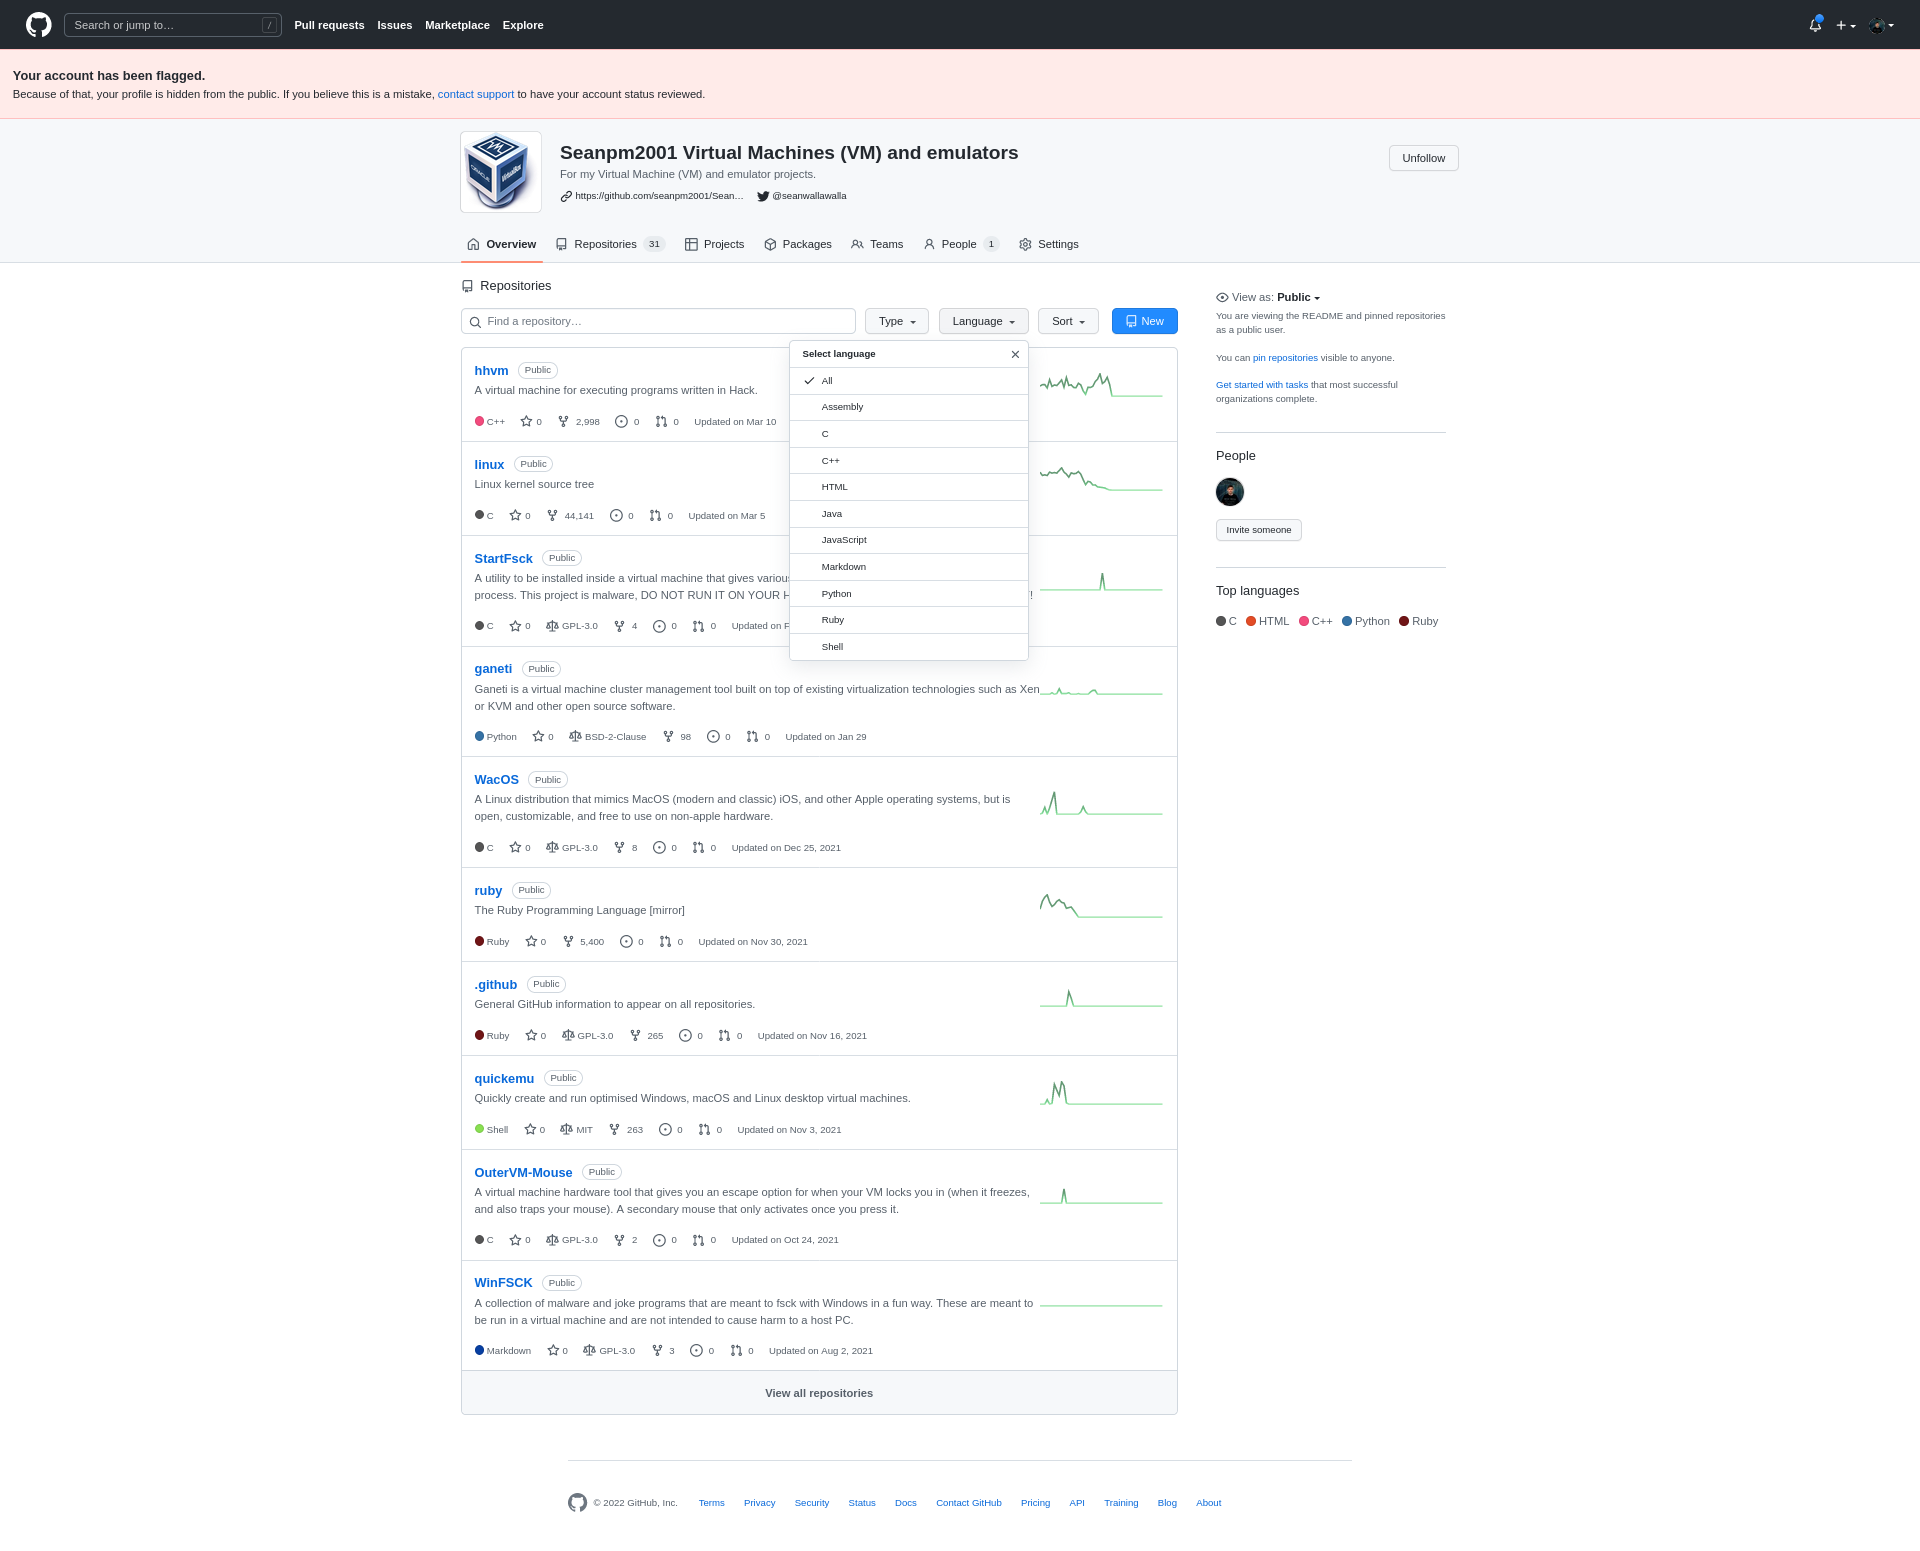 Search or jump to…
/
Pull requests
Issues
Marketplace
Explore
Your account has been flagged.
Because of that, your profile is hidden from the public. If you believe this is a mistake, contact support to have your account status reviewed.
Seanpm2001 Virtual Machines (VM) and emulators
For my Virtual Machine (VM) and emulator projects.
https://github.com/seanpm2001/Sean…
@seanwallawalla
Unfollow
Overview
Repositories 31
Projects
Packages
Teams
People 1
Settings
Repositories
Find a repository…
Type
Language
Sort
New
Select language
All
Assembly
C
C++
HTML
Java
JavaScript
Markdown
Python
Ruby
Shell
hhvm Public
A virtual machine for executing programs written in Hack.
C++ 0 2,998 0 0 Updated on Mar 10
linux Public
Linux kernel source tree
C 0 44,141 0 0 Updated on Mar 5
StartFsck Public
A utility to be installed inside a virtual machine that gives
process. This project is malware, DO NOT RUN IT ON YOUR
C 0 GPL-3.0 4 0 0 Updated on
ganeti Public
Ganeti is a virtual machine cluster management tool built on top of existing virtualization technologies such as Xen
or KVM and other open source software.
Python 0 BSD-2-Clause 98 0 0 Updated on Jan 29
WacOS Public
A Linux distribution that mimics MacOS (modern and classic) iOS, and other Apple operating systems, but is
open, customizable, and free to use on non-apple hardware.
C 0 GPL-3.0 8 0 0 Updated on Dec 25, 2021
ruby Public
The Ruby Programming Language [mirror]
Ruby 0 5,400 0 0 Updated on Nov 30, 2021
.github Public
General GitHub information to appear on all repositories.
Ruby 0 GPL-3.0 265 0 0 Updated on Nov 16, 2021
quickemu Public
Quickly create and run optimised Windows, macOS and Linux desktop virtual machines.
Shell 0 MIT 263 0 0 Updated on Nov 3, 2021
OuterVM-Mouse Public
A virtual machine hardware tool that gives you an escape option for when your VM locks you in (when it freezes,
and also traps your mouse). A secondary mouse that only activates once you press it.
C 0 GPL-3.0 2 0 0 Updated on Oct 24, 2021
WinFSCK Public
A collection of malware and joke programs that are meant to fsck with Windows in a fun way. These are meant to
be run in a virtual machine and are not intended to cause harm to a host PC.
Markdown 0 GPL-3.0 3 0 0 Updated on Aug 2, 2021
View all repositories
View as: Public
You are viewing the README and pinned repositories
as a public user.
You can pin repositories visible to anyone.
Get started with tasks that most successful
organizations complete.
People
Invite someone
Top languages
C HTML C++ Python Ruby
© 2022 GitHub, Inc.
Terms
Privacy
Security
Status
Docs
Contact GitHub
Pricing
API
Training
Blog
About